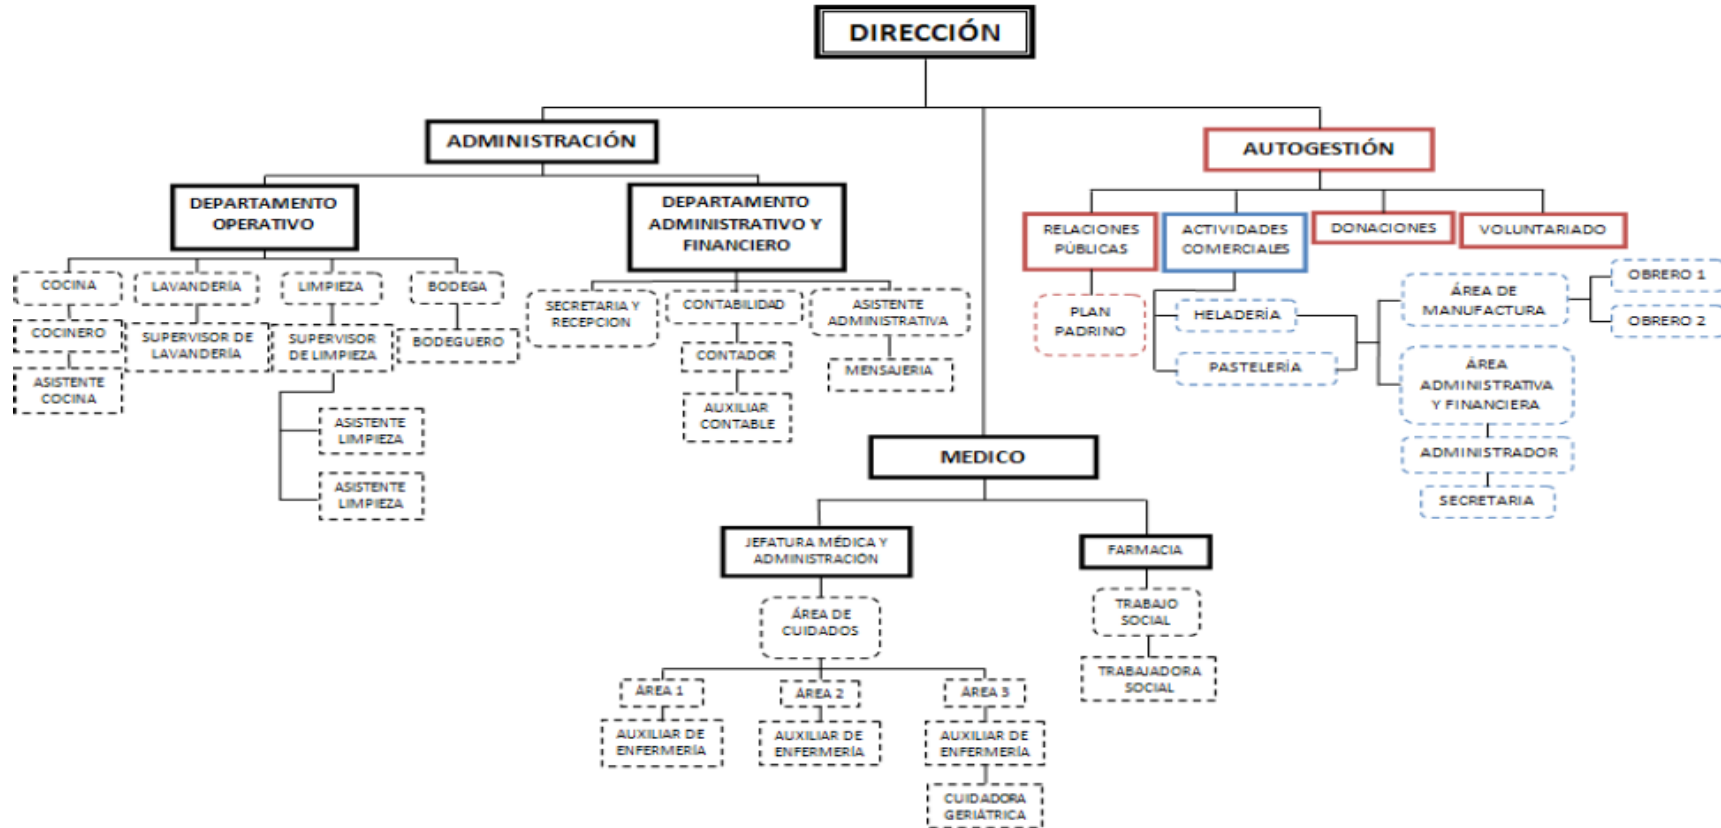 DIRECCIÓN
ADMINISTRACIÓN
AUTOGESTIÓN
DEPARTAMENTO
OPERATIVO
DEPARTAMENTO
ADMINISTRATIVO Y
FINANCIERO
RELACIONES
PÚBLICAS
ACTIVIDADES
COMERCIALES
DONACIONES
VOLUNTARIADO
COCINA
LAVANDERÍA
LIMPIEZA
BODEGA
COCINERO
SUPERVISOR DE
LAVANDERÍA
SUPERVISOR
DE LIMPIEZA
BODEGUERO
ASISTENTE
COCINA
ASISTENTE
LIMPIEZA
ASISTENTE
LIMPIEZA
SECRETARIA Y
RECEPCION
CONTABILIDAD
ASISTENTE
ADMINISTRATIVA
CONTADOR
MENSAJERIA
AUXILIAR
CONTABLE
PLAN
PADRINO
HELADERÍA
PASTELERÍA
ÁREA DE
MANUFACTURA
OBRERO 1
OBRERO 2
ÁREA
ADMINISTRATIVA
Y FINANCIERA
ADMINISTRADOR
SECRETARIA
MEDICO
JEFATURA MÉDICA Y
ADMINISTRACIÓN
FARMACIA
ÁREA DE
CUIDADOS
TRABAJO
SOCIAL
TRABAJADORA
SOCIAL
ÁREA 1
ÁREA 2
ÁREA 3
AUXILIAR DE
ENFERMERÍA
AUXILIAR DE
ENFERMERÍA
AUXILIAR DE
ENFERMERÍA
CUIDADORA
GERIÁTRICA